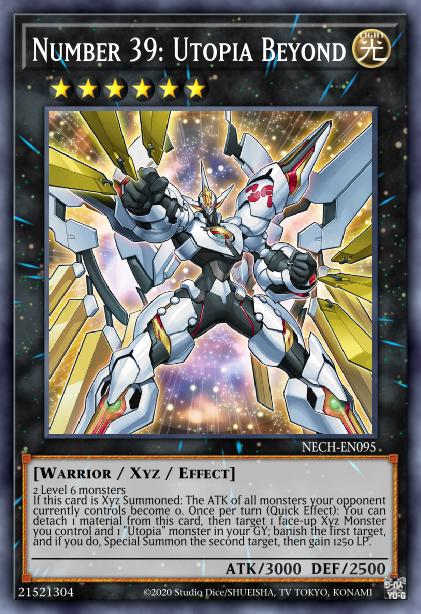 Number 39: Utopia Beyond
LIGHT
光
39
NECH-EN095
[Warrior / Xyz / Effect]
2 Level 6 monsters
If this card is Xyz Summoned: The ATK of all monsters your opponent
currently becomes 0. Once per turn (Quick Effect): You can
detach 1 material from this card, then target 1 face-up Xyz Monster
you control and 1 "Utopia" monster in your GY; banish the first target,
and if you do, Special Summon the second target, then gain 1250 LP.
ATK/3000 DEF/2500
21521304
©2020 Studio Dice/SHUEISHA, TV TOKYO, KONAMI